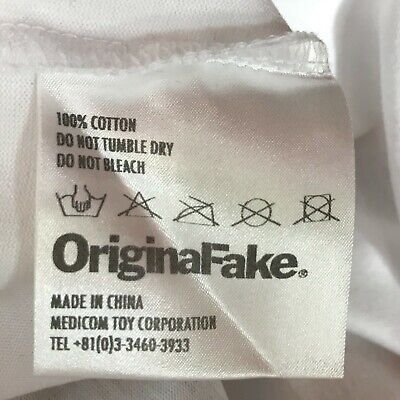 100% COTTON
DO NOT TUMBLE DRY
DO NOT BLEACH
OriginalFake®
MADE IN CHINA
MEDICOM TOY CORPORATION
TEL +81(0)3-3460-3933